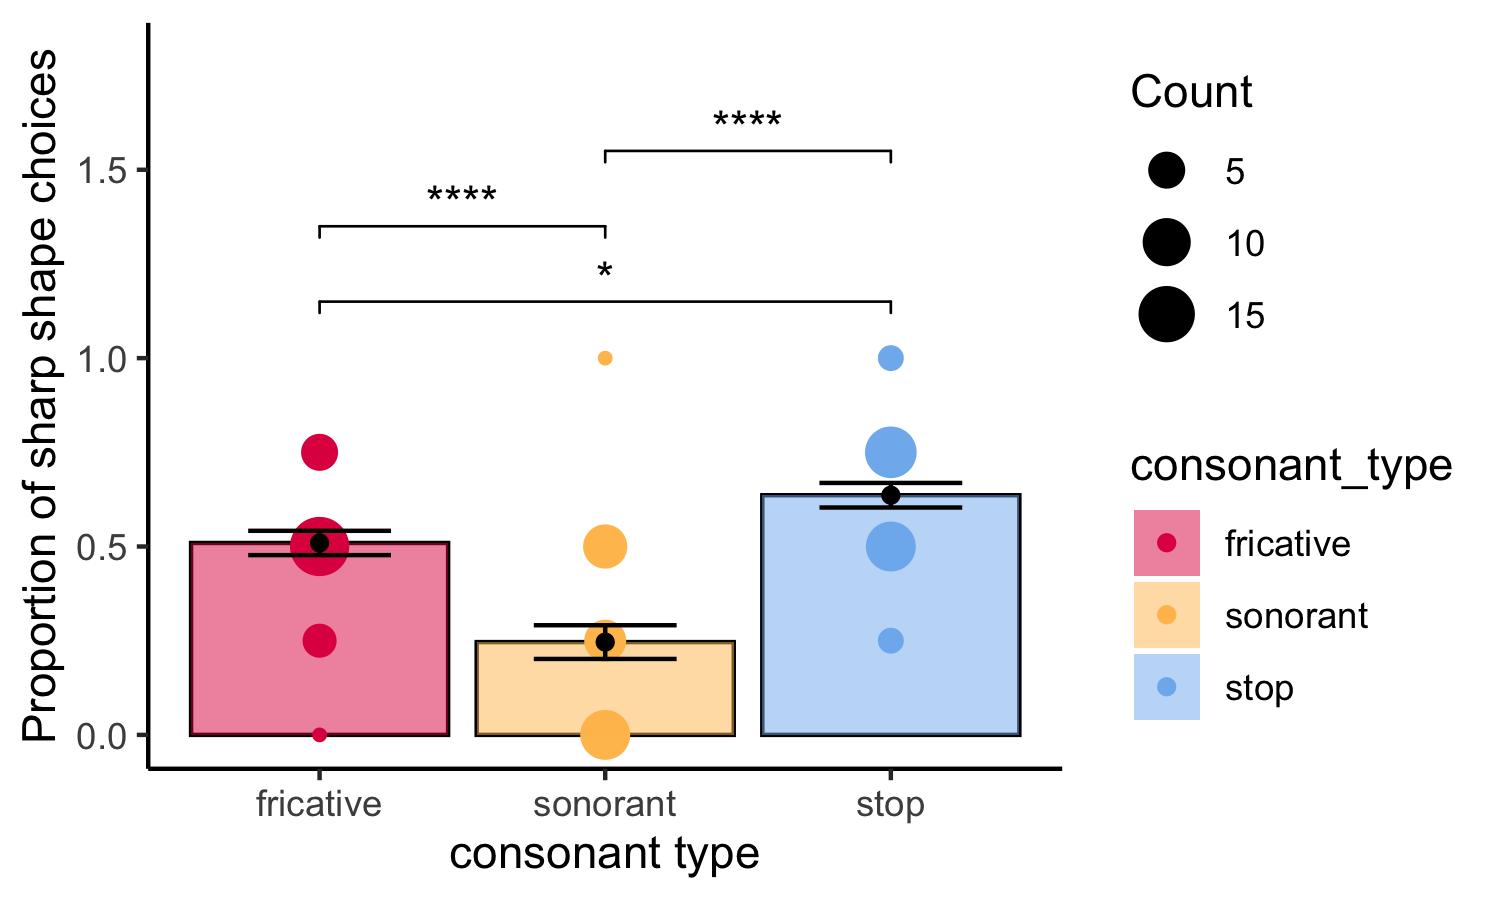 Proportion of sharp shape choices
1.5
1.0
0.5
0.0
****
****
*
fricative
sonorant
stop
consonant type
Count
5
10
15
consonant_type
fricative
sonorant
stop